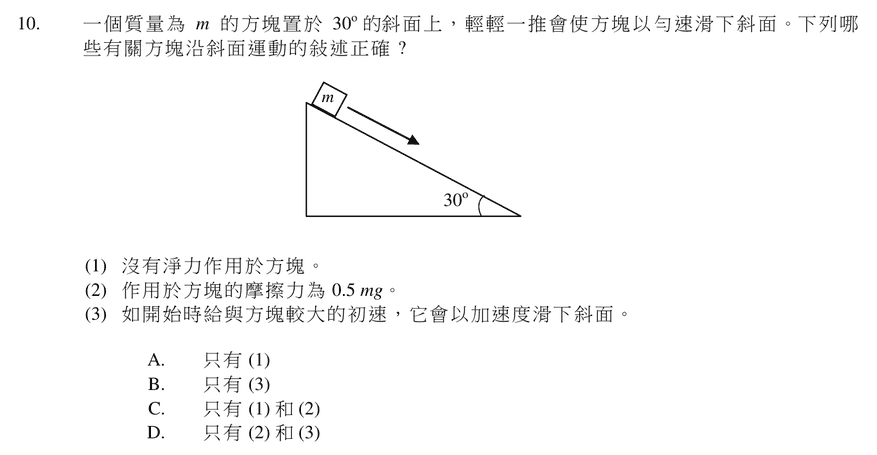 10. 一個質量為 m 的方塊置於 30º 的斜面上，輕輕一推會使方塊以勻速滑下斜面。下列哪
些有關方塊沿斜面運動的敍述正確？
m
30º
(1) 沒有淨力作用於方塊。
(2) 作用於方塊的摩擦力為 0.5 mg。
(3) 如開始時給與方塊較大的初速，它會以加速度滑下斜面。
A. 只有 (1)
B. 只有 (3)
C. 只有 (1) 和 (2)
D. 只有 (2) 和 (3)